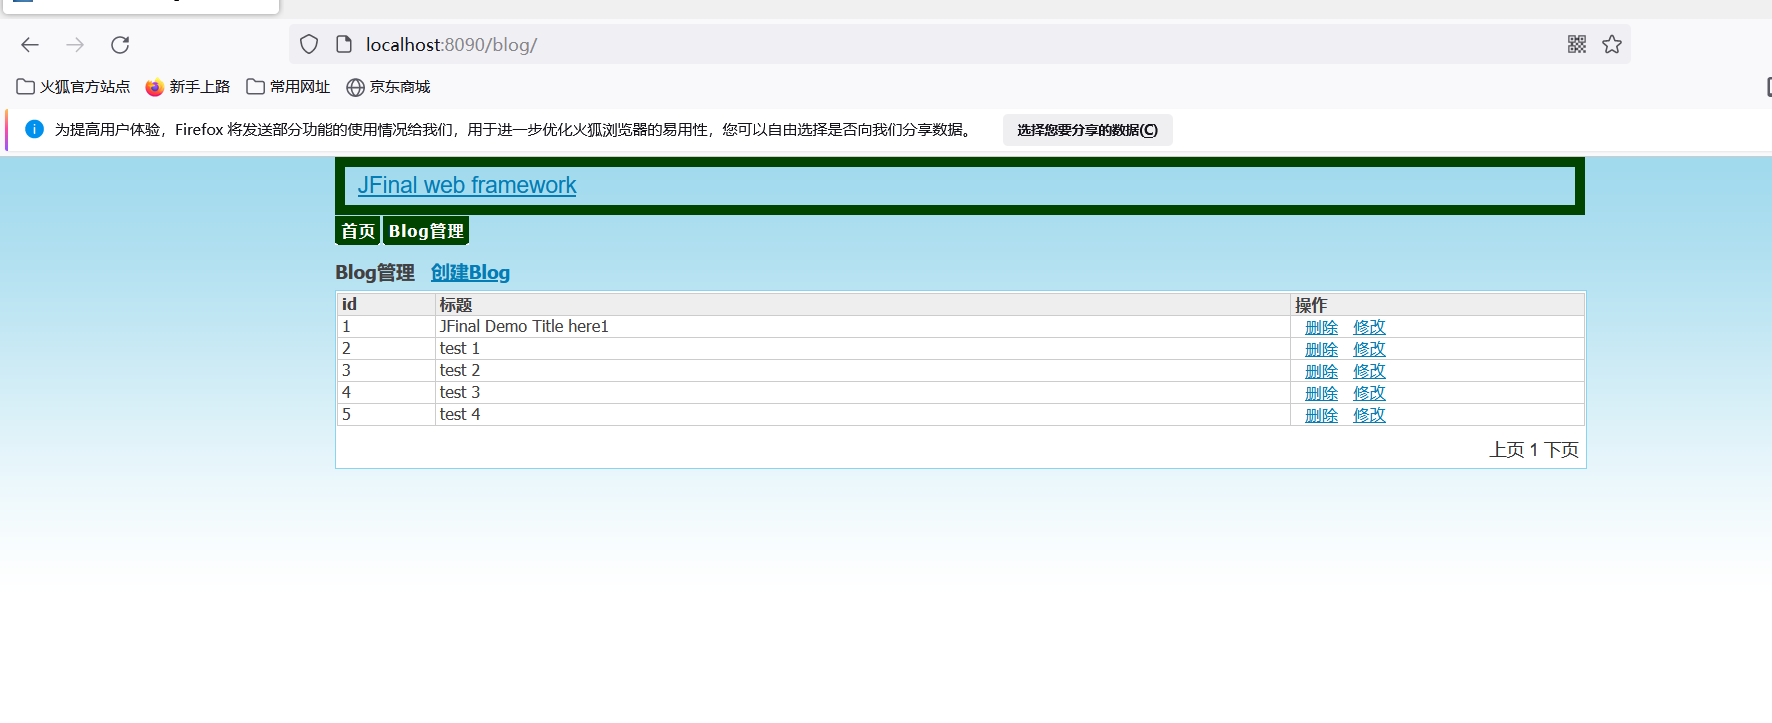 localhost:8090/blog/
火狐官方站点 新手上路 常用网址 京东商城
为提高用户体验，Firefox 将发送部分功能的使用情况给我们，用于进一步优化火狐浏览器的易用性，您可以自由选择是否向我们分享数据。 选择您要分享的数据(C)
JFinal web framework
首页 Blog管理
Blog管理 创建Blog
id 标题 操作
1 JFinal Demo Title here1 删除 修改
2 test 1 删除 修改
3 test 2 删除 修改
4 test 3 删除 修改
5 test 4 删除 修改
上页 1 下页